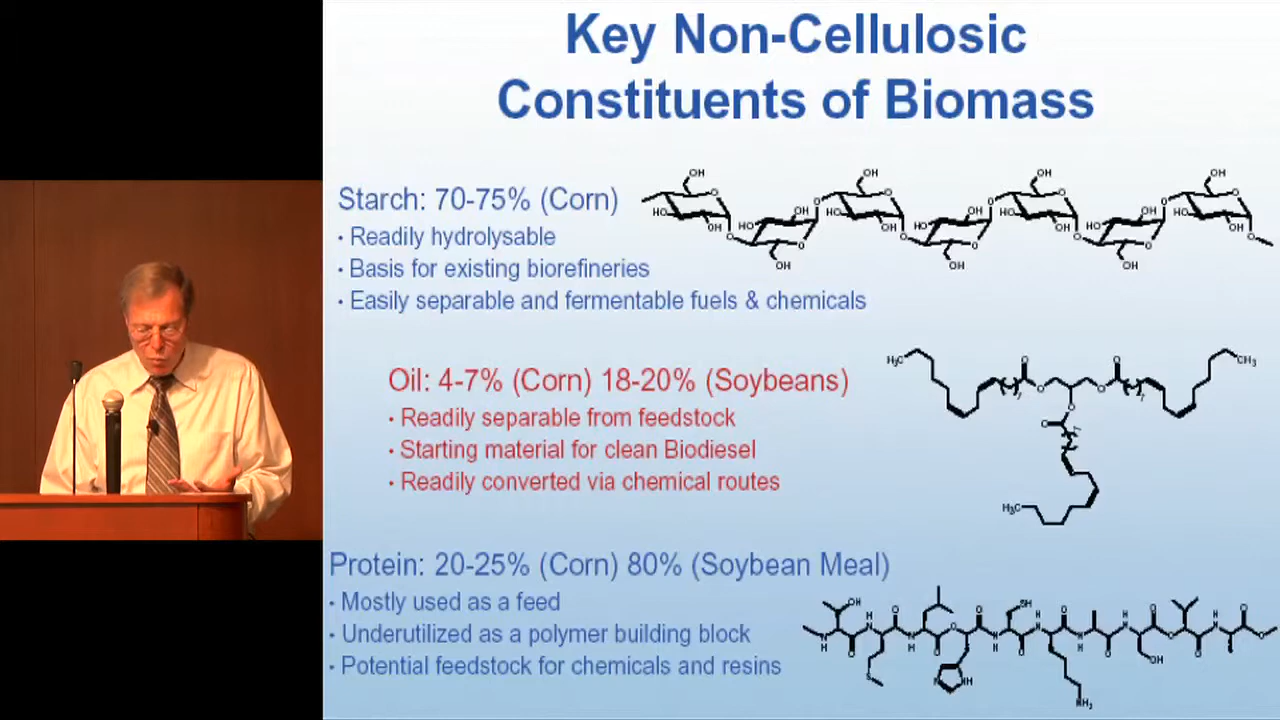 Key Non-Cellulosic
Constituents of Biomass
Starch: 70-75% (Corn)
· Readily hydrolysable
· Basis for existing biorefineries
· Easily separable and fermentable fuels & chemicals
Oil: 4-7% (Corn) 18-20% (Soybeans)
· Readily separable from feedstock
· Starting material for clean Biodiesel
· Readily converted via chemical routes
Protein: 20-25% (Corn) 80% (Soybean Meal)
· Mostly used as a feed
· Underutilized as a polymer building block
· Potential feedstock for chemicals and resins